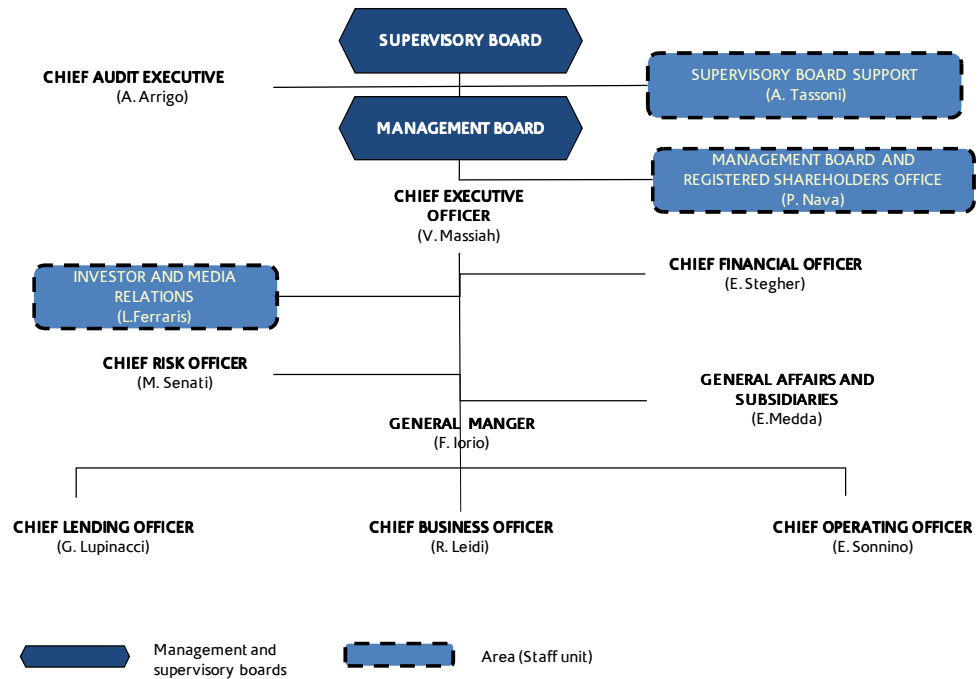 SUPERVISORY BOARD
CHIEF AUDIT EXECUTIVE
(A. Arrigo)
SUPERVISORY BOARD SUPPORT
(A. Tassoni)
MANAGEMENT BOARD
MANAGEMENT BOARD AND
REGISTERED SHAREHOLDERS OFFICE
(P. Nava)
CHIEF EXECUTIVE
OFFICER
(V. Massiah)
CHIEF FINANCIAL OFFICER
(E. Stegher)
INVESTOR AND MEDIA
RELATIONS
(L.Ferraris)
CHIEF RISK OFFICER
(M. Senati)
GENERAL AFFAIRS AND
SUBSIDIARIES
(E.Medda)
GENERAL MANGER
(F. Iorio)
CHIEF LENDING OFFICER
(G. Lupinacci)
CHIEF BUSINESS OFFICER
(R. Leidi)
CHIEF OPERATING OFFICER
(E. Sonnino)
Management and
supervisory boards
Area (Staff unit)